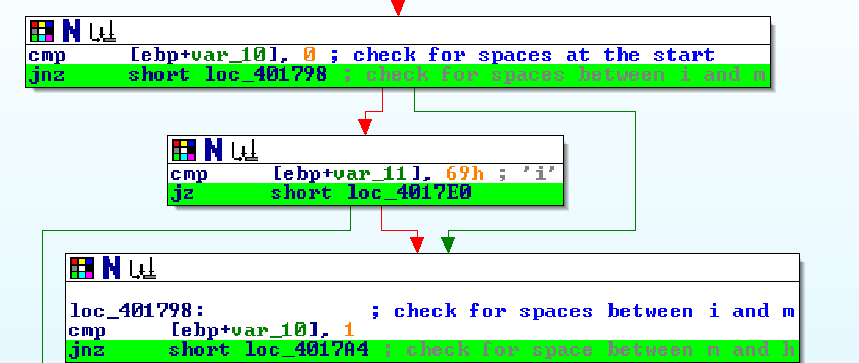 cmp [ebp+var_10], 0 ; check for spaces at the start
jnz short loc_401798 ; check for spaces between i and m
cmp [ebp+var_11], 69h ; 'i'
jz short loc_4017E0
loc_401798: ; check for spaces between i and m
cmp [ebp+var_10], 1
jnz short loc_4017A4 ; check for space between m and h